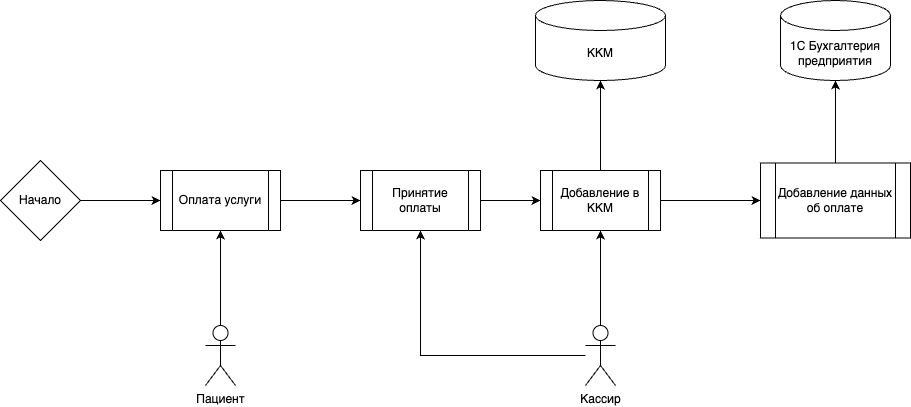 ККМ
1С Бухгалтерия
предприятия
Начало
Оплата услуги
Принятие
оплаты
Добавление в
ККМ
Добавление данных
об оплате
Пациент
Кассир